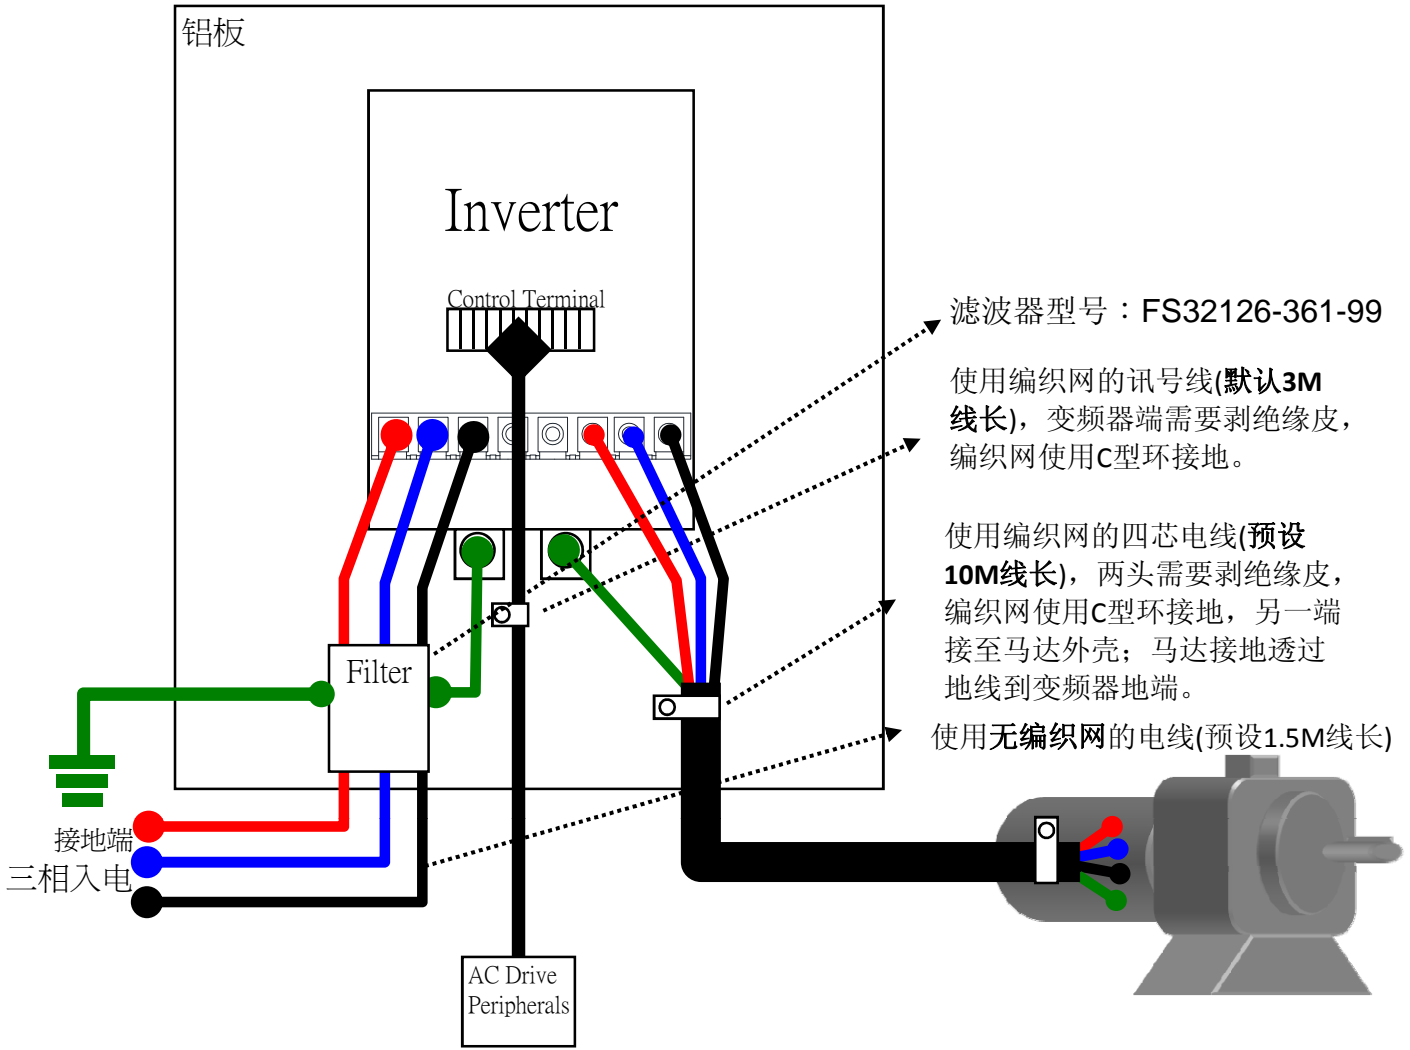 铝板
Inverter
Control Terminal
滤波器型号：FS32126-361-99
使用编织网的讯号线(默认3M
线长)，变频器端需要剥绝缘皮，
编织网使用C型环接地。
使用编织网的四芯电线(预设
10M线长)，两头需要剥绝缘皮，
编织网使用C型环接地，另一端
接至马达外壳；马达接地透过
地线到变频器地端。
使用无编织网的电线(预设1.5M线长)
Filter
接地端
三相入电
AC Drive
Peripherals